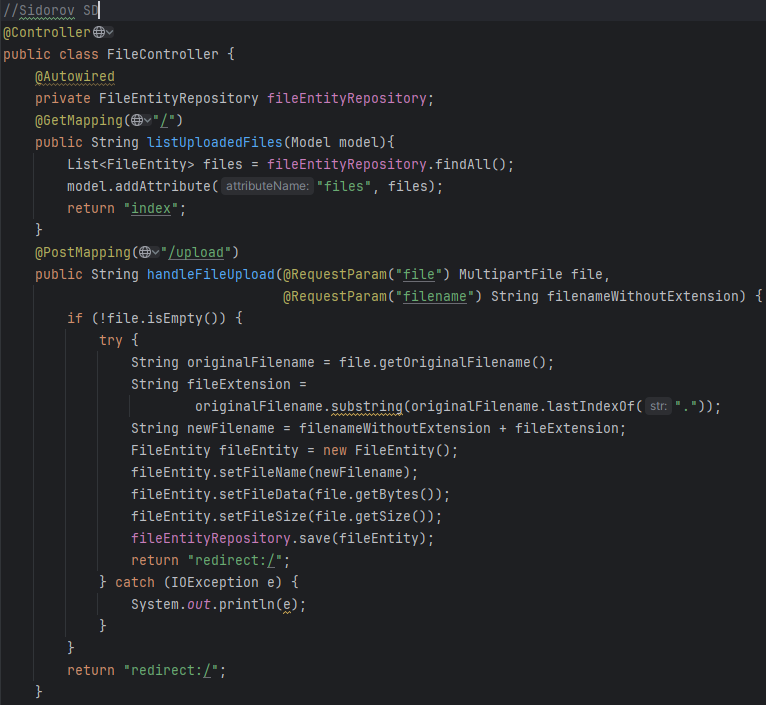 //Sidorov SD
@Controller
public class FileController {
    @Autowired
    private FileEntityRepository fileEntityRepository;
    @GetMapping("/")
    public String listUploadedFiles(Model model){
        List<FileEntity> files = fileEntityRepository.findAll();
        model.addAttribute( attributeName: "files", files);
        return "index";
    }
    @PostMapping("/upload")
    public String handleFileUpload(@RequestParam("file") MultipartFile file,
                                   @RequestParam("filename") String filenameWithoutExtension) {
        if (!file.isEmpty()) {
            try {
                String originalFilename = file.getOriginalFilename();
                String fileExtension =
                        originalFilename.substring(originalFilename.lastIndexOf( str: "."));
                String newFilename = filenameWithoutExtension + fileExtension;
                FileEntity fileEntity = new FileEntity();
                fileEntity.setFileName(newFilename);
                fileEntity.setFileData(file.getBytes());
                fileEntity.setFileSize(file.getSize());
                fileEntityRepository.save(fileEntity);
                return "redirect:/";
            } catch (IOException e) {
                System.out.println(e);
            }
        }
        return "redirect:/";
    }